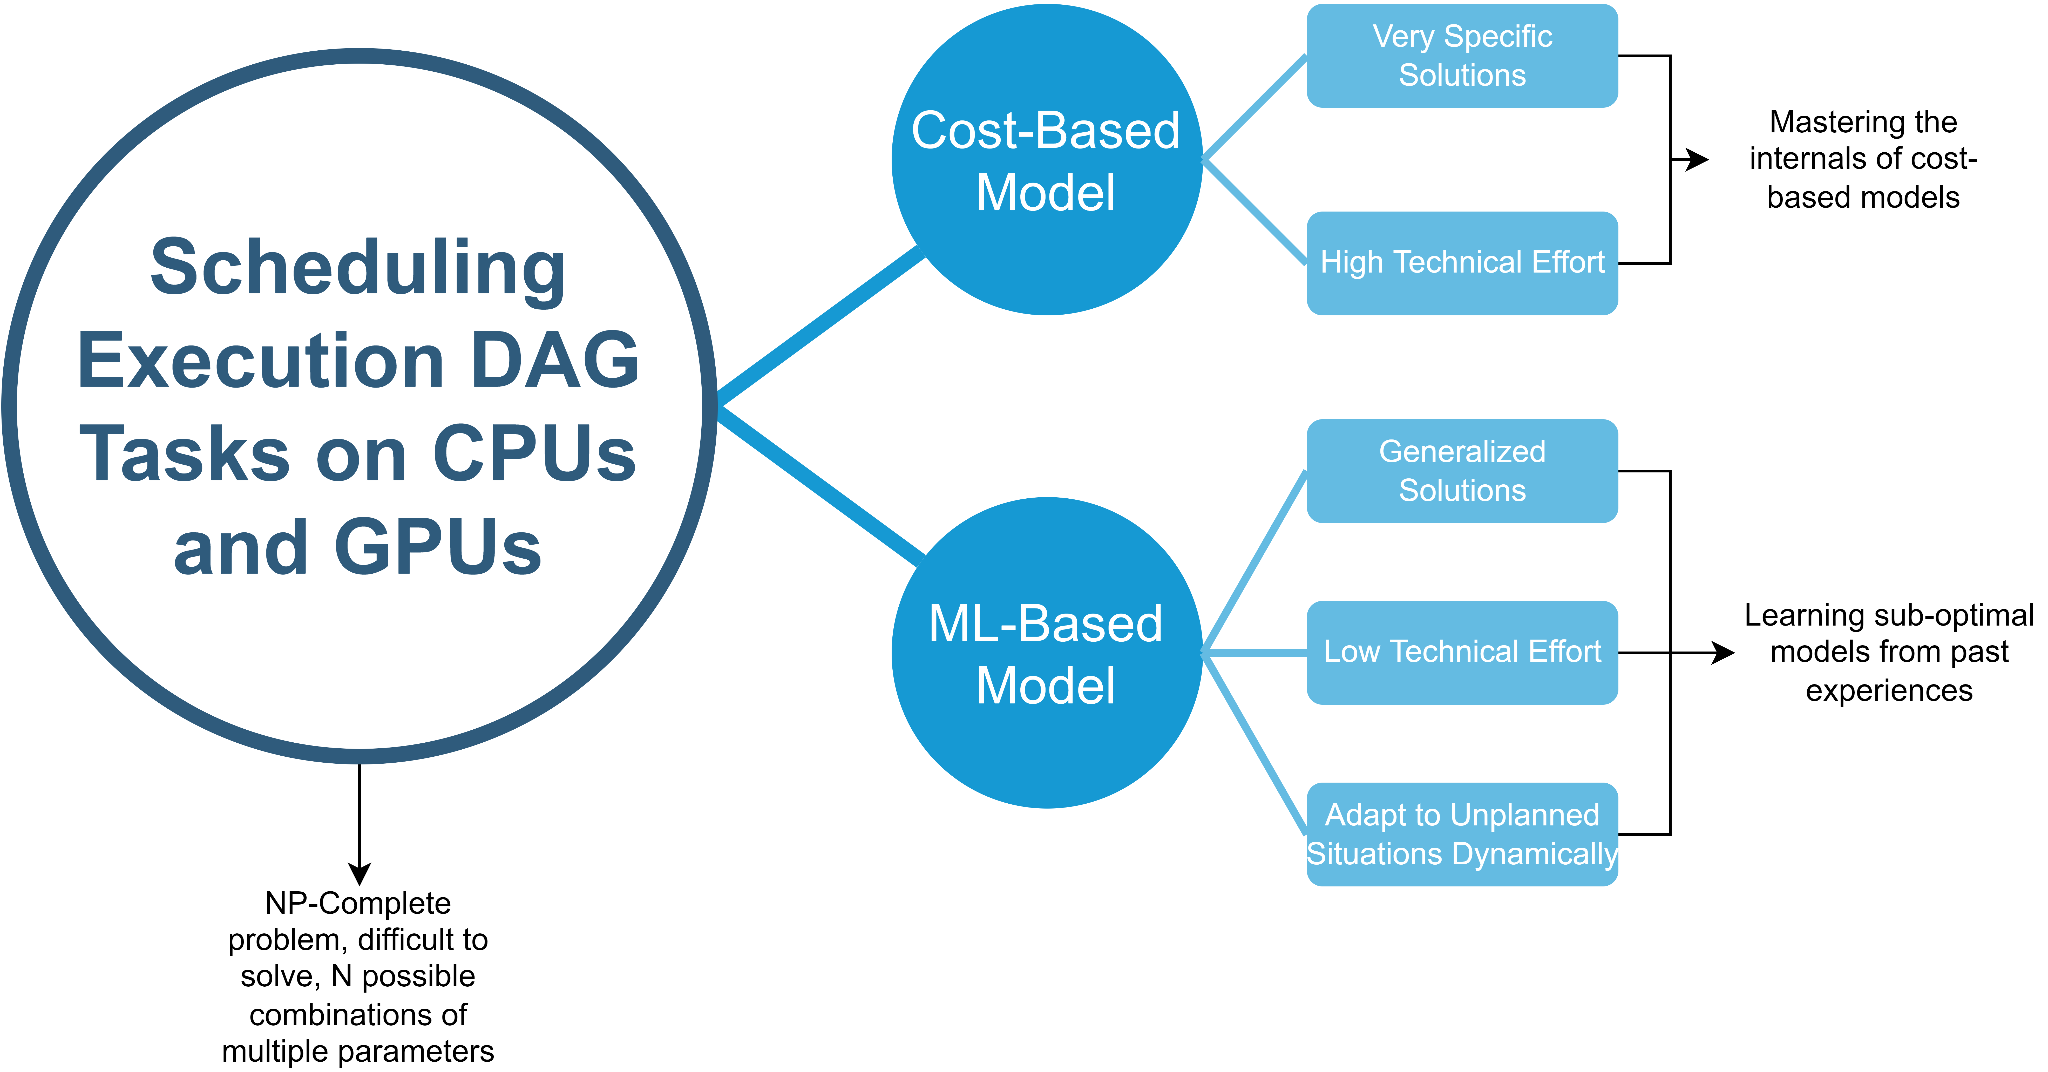 Scheduling
Execution DAG
Tasks on CPUs
and GPUs
NP-Complete
problem, difficult to
solve, N possible
combinations of
multiple parameters
Cost-Based
Model
Very Specific
Solutions
High Technical Effort
Mastering the
internals of cost-
based models
ML-Based
Model
Generalized
Solutions
Low Technical Effort
Adapt to Unplanned
Situations Dynamically
Learning sub-optimal
models from past
experiences